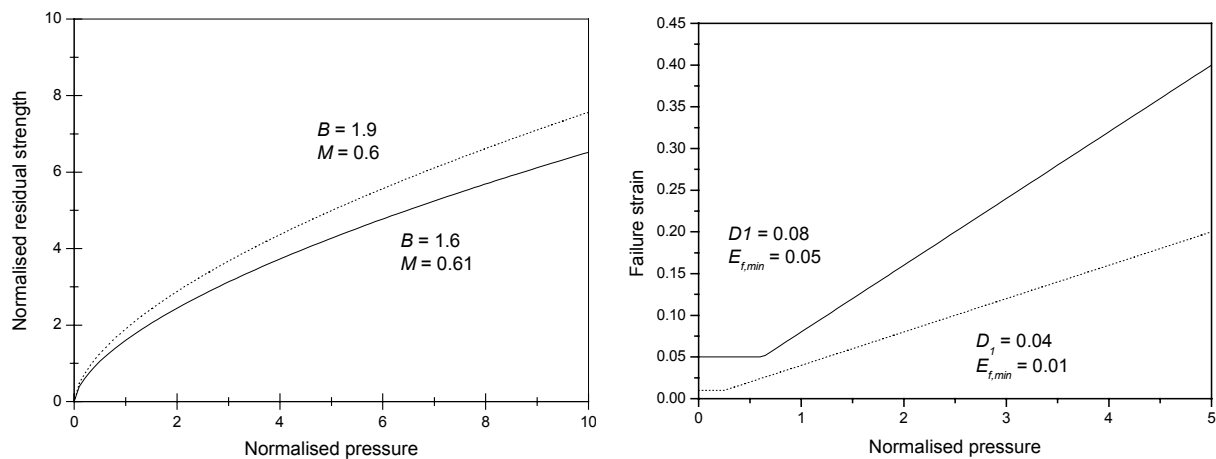 10
8
6
4
2
0
Normalised residual strength
B = 1.9
M = 0.6
B = 1.6
M = 0.61
0
2
4
6
8
10
Normalised pressure
0.45
0.40
0.35
0.30
0.25
0.20
0.15
0.10
0.05
0.00
Failure strain
D1 = 0.08
Ef,min = 0.05
D1 = 0.04
Ef,min = 0.01
0
1
2
3
4
5
Normalised pressure